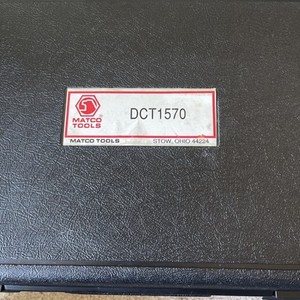 MATCO
TOOLS
DCT1570
MATCO TOOLS STOW, OHIO 44224